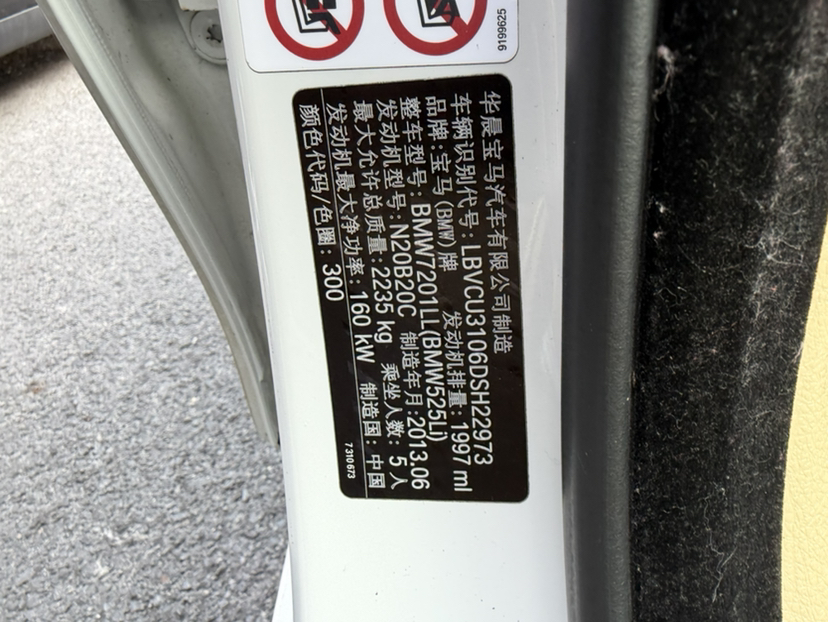 9199625
华晨宝马汽车有限公司制造
车辆识别代号: LBVCU3106DSH22973
品牌: 宝马(BMW)牌 发动机排量: 1997 ml
整车型号: BMW7201LL(BMW525Li)
发动机型号: N20B20C 制造年月: 2013.06
最大允许总质量: 2235 kg 乘坐人数: 5 人
发动机最大净功率: 160 kW 制造国: 中国
颜色代码/色圈: 300
7 310 673